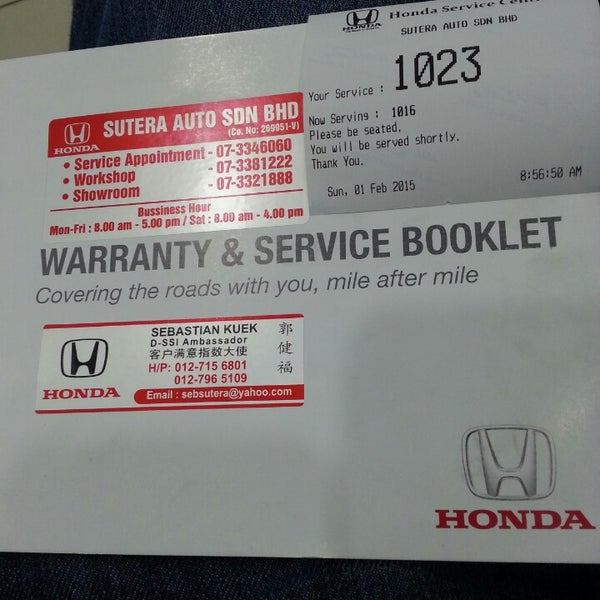 HONDA
Honda Service
SUTERA AUTO SDN BHD
Your Service : 1023
Now Serving : 1016
Please be seated.
You will be served shortly.
Thank You.
Sun, 01 Feb 2015 8:56:50 AM
HONDA
SUTERA AUTO SDN BHD
(Co. No: 269951-V)
• Service Appointment - 07-3346060
• Workshop - 07-3381222
• Showroom - 07-3321888
Bussiness Hour
Mon-Fri : 8.00 am - 5.00 pm / Sat : 8.00 am - 4.00 pm
WARRANTY & SERVICE BOOKLET
Covering the roads with you, mile after mile
HONDA
SEBASTIAN KUEK
D-SSI Ambassador
客户满意指数大使
H/P: 012-715 6801
012-796 5109
Email : sebsutera@yahoo.com
郭健福
HONDA